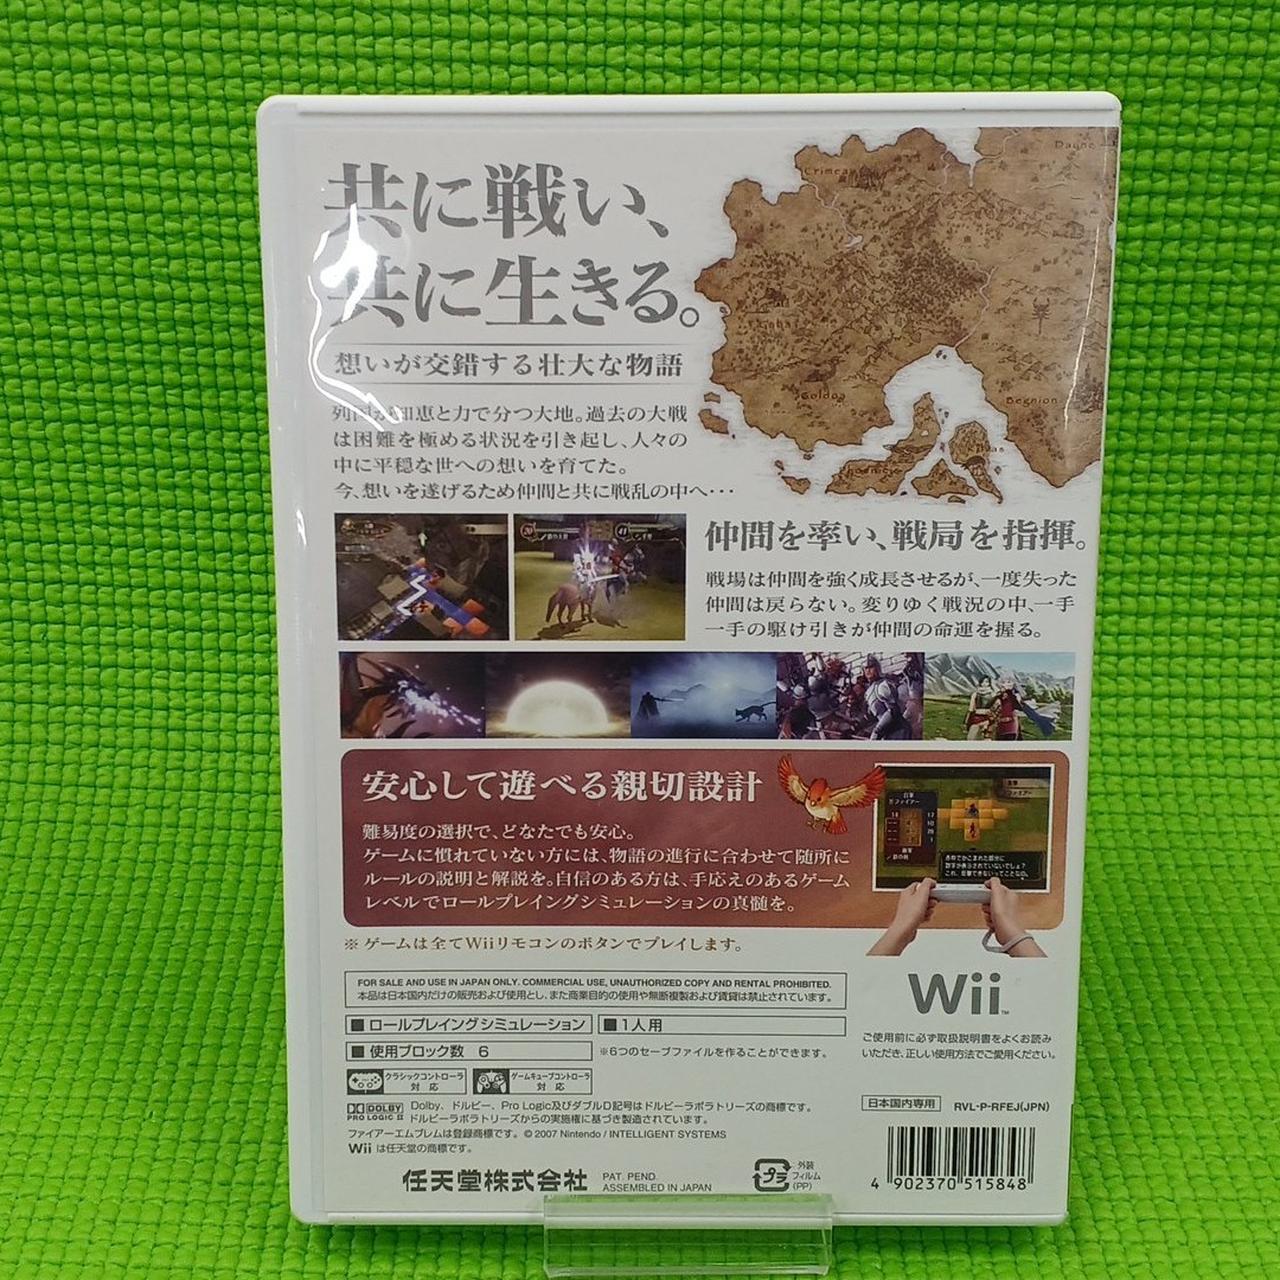 共に戦い、
共に生きる。
想いが交錯する壮大な物語
列国が知恵と力で分つ大地。過去の大戦
は困難を極める状況を引き起し、人々の
中に平穏な世への想いを育てた。
今、想いを遂げるため仲間と共に戦乱の中へ・・・
Crimea
Daune
Goldoa
Begnion
仲間を率い、戦局を指揮。
戦場は仲間を強く成長させるが、一度失った
仲間は戻らない。変りゆく戦況の中、一手
一手の駆け引きが仲間の命運を握る。
安心して遊べる親切設計
難易度の選択で、どなたでも安心。
ゲームに慣れていない方には、物語の進行に合わせて随所に
ルールの説明と解説を。自信のある方は、手応えのあるゲーム
レベルでロールプレイングシミュレーションの真髄を。
※ ゲームは全てWiiリモコンのボタンでプレイします。
FOR SALE AND USE IN JAPAN ONLY. COMMERCIAL USE, UNAUTHORIZED COPY AND RENTAL PROHIBITED.
本品は日本国内だけの販売および使用とし、また商業目的の使用や無断複製および賃貸は禁止されています。
■ ロールプレイングシミュレーション ■ 1人用
■ 使用ブロック数 6 ※6つのセーブファイルを作ることができます。
クラシックコントローラ
対 応
ゲームキューブコントローラ
対 応
DOLBY
PRO LOGIC II
Dolby、ドルビー、Pro Logic及びダブルD記号はドルビーラボラトリーズの商標です。
ドルビーラボラトリーズからの実施権に基づき製造されています。
ファイアーエムブレムは登録商標です。© 2007 Nintendo / INTELLIGENT SYSTEMS
Wii は任天堂の商標です。
任天堂株式会社
PAT. PEND.
ASSEMBLED IN JAPAN
Wii™
ご使用前に必ず取扱説明書をよくお読み
いただき、正しい使用方法でご愛用ください。
日本国内専用 RVL-P-RFEJ(JPN)
プラ
外装
フィルム
(PP)
4 902370 515848